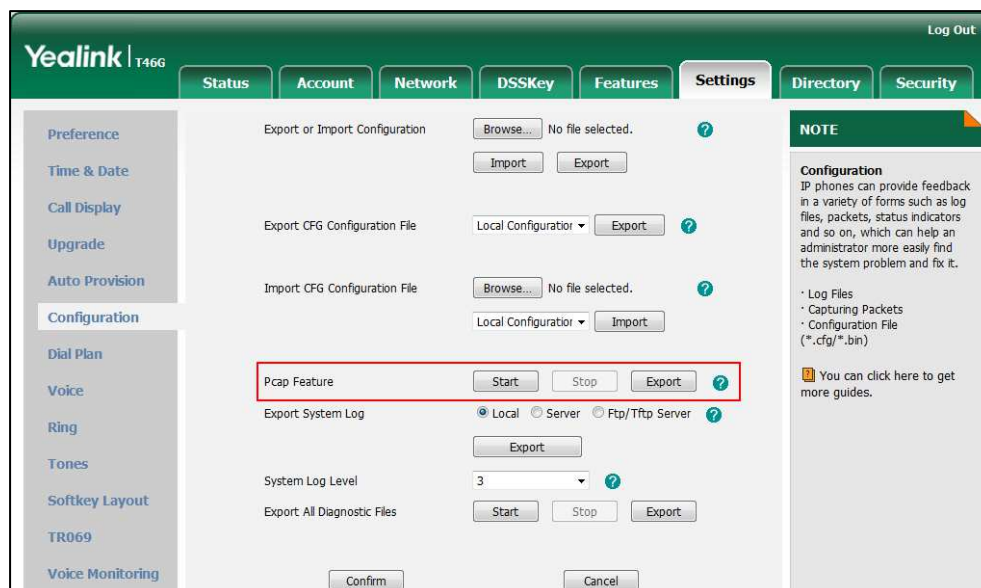 Log Out
Yealink | T46G
Status Account Network DSSKey Features Settings Directory Security
Preference
Time & Date
Call Display
Upgrade
Auto Provision
Configuration
Dial Plan
Voice
Ring
Tones
Softkey Layout
TR069
Voice Monitoring
Export or Import Configuration Browse... No file selected. ?
Import Export
Export CFG Configuration File Local Configuration Export ?
Import CFG Configuration File Browse... No file selected. ?
Local Configuration Import
Pcap Feature Start Stop Export ?
Export System Log Local Server Ftp/Tftp Server ?
Export
System Log Level 3 ?
Export All Diagnostic Files Start Stop Export
Confirm Cancel
NOTE
Configuration
IP phones can provide feedback
in a variety of forms such as log
files, packets, status indicators
and so on, which can help an
administrator more easily find
the system problem and fix it.
· Log Files
· Capturing Packets
· Configuration File
(*.cfg/*.bin)
? You can click here to get
more guides.